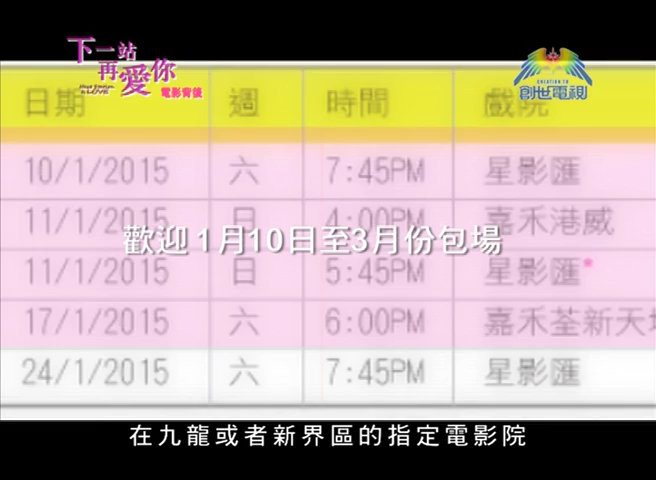 下一站
再愛你
電影背後
CREATION TV
創世電視
日期 週 時間 戲院
10/1/2015 六 7:45PM 星影匯
11/1/2015 日 4:00PM 嘉禾港威
歡迎 1月10日至3月份包場
11/1/2015 日 5:45PM 星影匯*
17/1/2015 六 6:00PM 嘉禾荃新天地
24/1/2015 六 7:45PM 星影匯
在九龍或者新界區的指定電影院